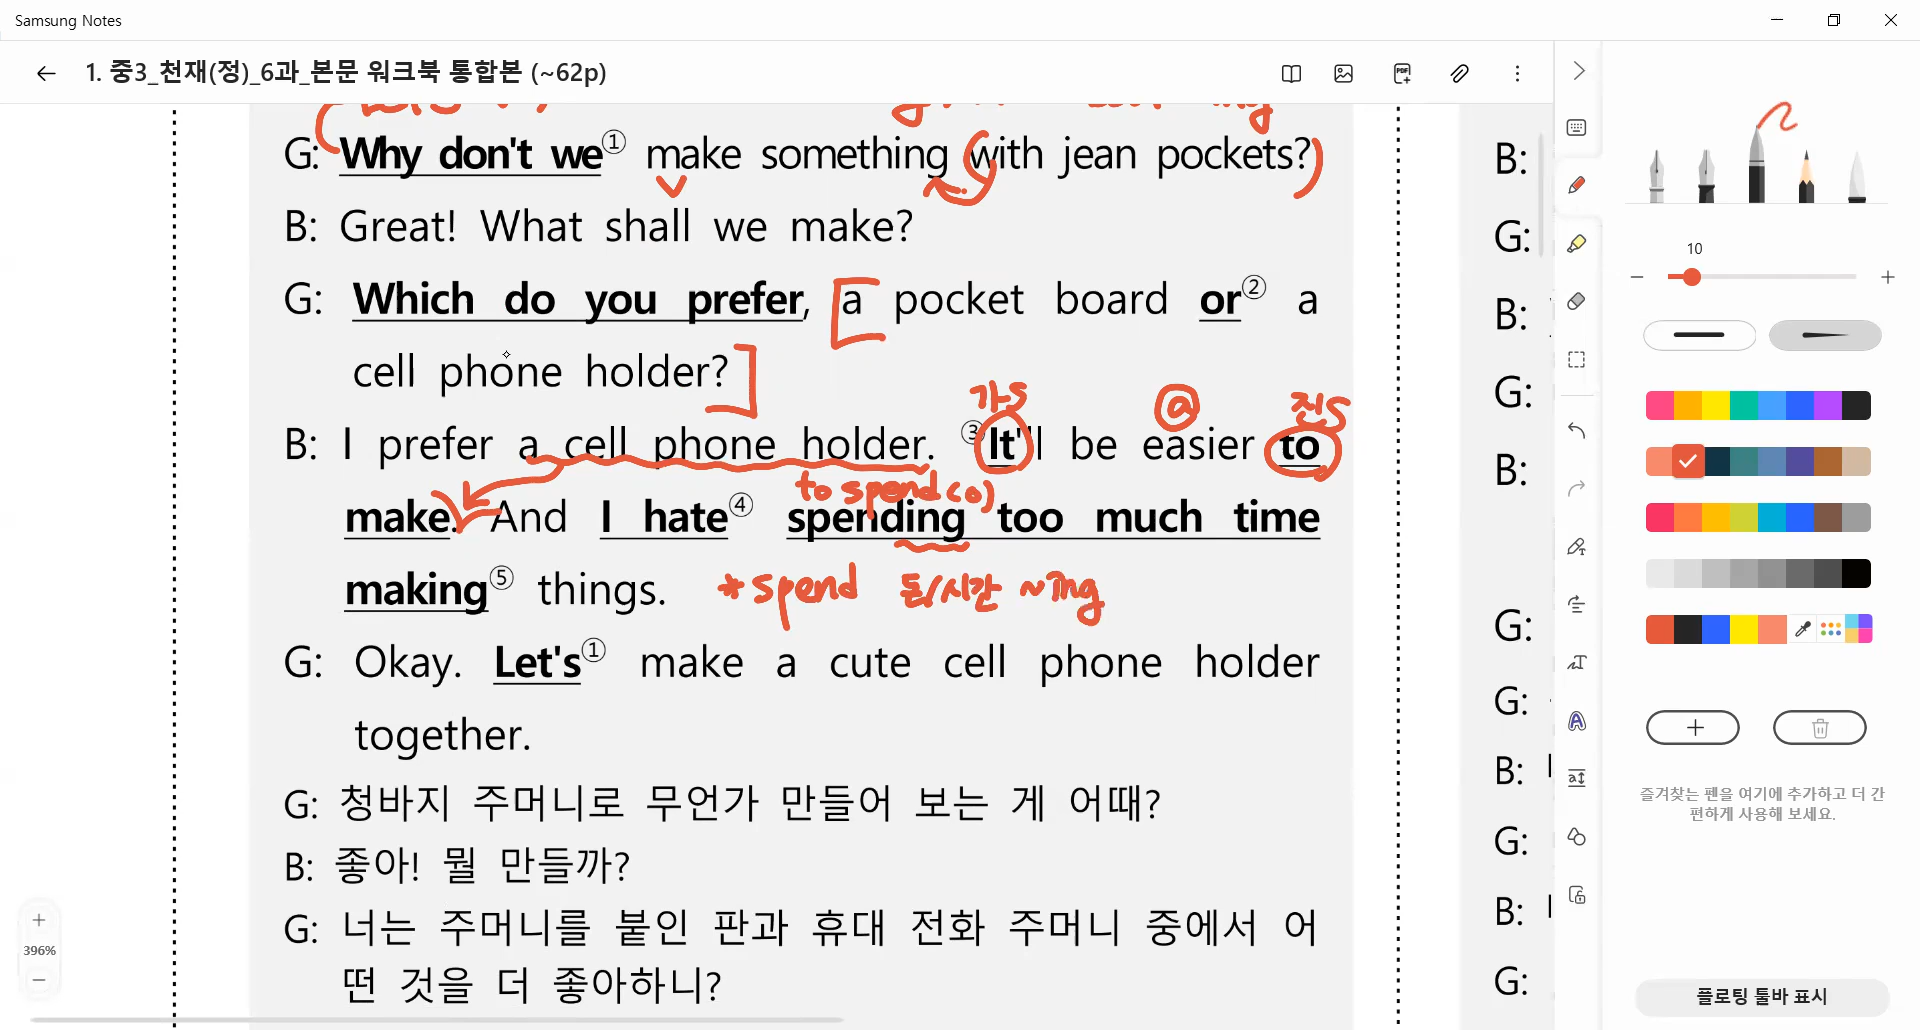 Samsung Notes
1. 중3_천재(정)_6과_본문 워크북 통합본 (~62p)
G: Why don't we① make something with jean pockets?
B: Great! What shall we make?
G: Which do you prefer, a pocket board or② a
cell phone holder?
가S ⓐ 진S
B: I prefer a cell phone holder. ③It'll be easier to
to spend(o)
make. And I hate④ spending too much time
making⑤ things.
*spend 돈/시간 ~ing
G: Okay. Let's① make a cute cell phone holder
together.
G: 청바지 주머니로 무언가 만들어 보는 게 어때?
B: 좋아! 뭘 만들까?
G: 너는 주머니를 붙인 판과 휴대 전화 주머니 중에서 어
떤 것을 더 좋아하니?
B:
G:
B:
G:
B:
G:
G:
B:
G:
B:
G:
396%
10
즐겨찾는 펜을 여기에 추가하고 더 간
편하게 사용해 보세요.
플로팅 툴바 표시